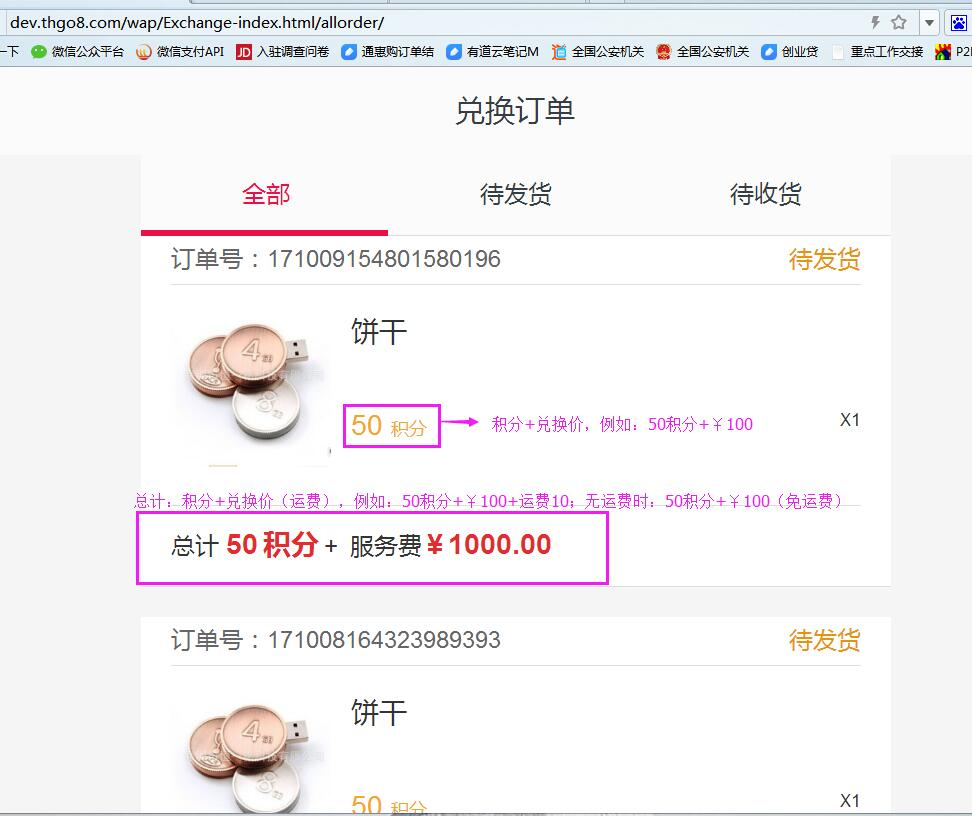 dev.thgo8.com/wap/Exchange-index.html/allorder/
一下 微信公众平台 微信支付API JD 入驻调查问卷 通惠购订单结 有道云笔记M 全国公安机关 全国公安机关 创业贷 重点工作交接 P2
兑换订单
全部 待发货 待收货
订单号：171009154801580196 待发货
饼干
50 积分 积分+兑换价，例如：50积分+￥100 X1
总计：积分+兑换价（运费），例如：50积分+￥100+运费10；无运费时：50积分+￥100（免运费）
总计 50 积分 + 服务费 ¥ 1000.00
订单号：171008164323989393 待发货
饼干
50 积分 X1